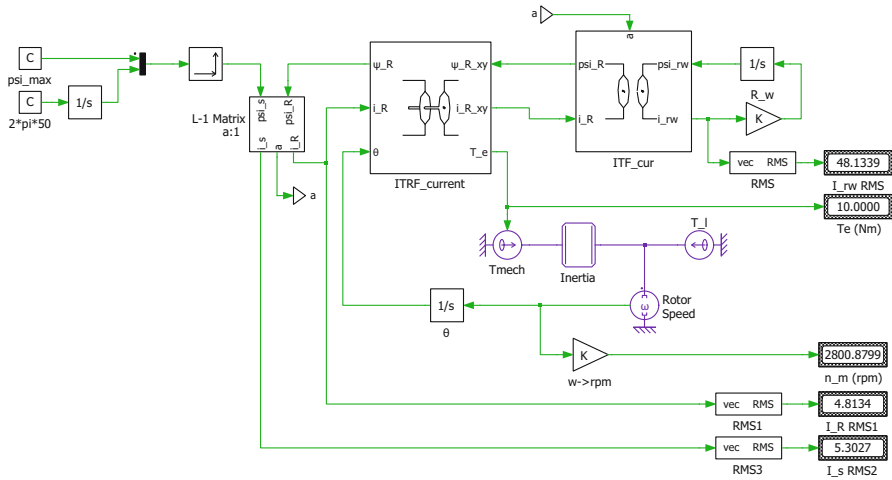 a
a
C
psi_max
ψ_R
ψ_R_xy
psi_R
psi_rw
1/s
R_w
C
1/s
2*pi*50
psi_s
psi_R
L-1 Matrix
a:1
i_s
a
i_R
i_R
i_R_xy
i_R
i_rw
K
θ
T_e
ITRF_current
ITF_cur
vec RMS
RMS
48.1339
I_rw RMS
a
10.0000
Te (Nm)
T_l
Tmech
Inertia
ω
Rotor
Speed
1/s
θ
K
w->rpm
2800.8799
n_m (rpm)
vec RMS
RMS1
4.8134
I_R RMS1
vec RMS
RMS3
5.3027
I_s RMS2